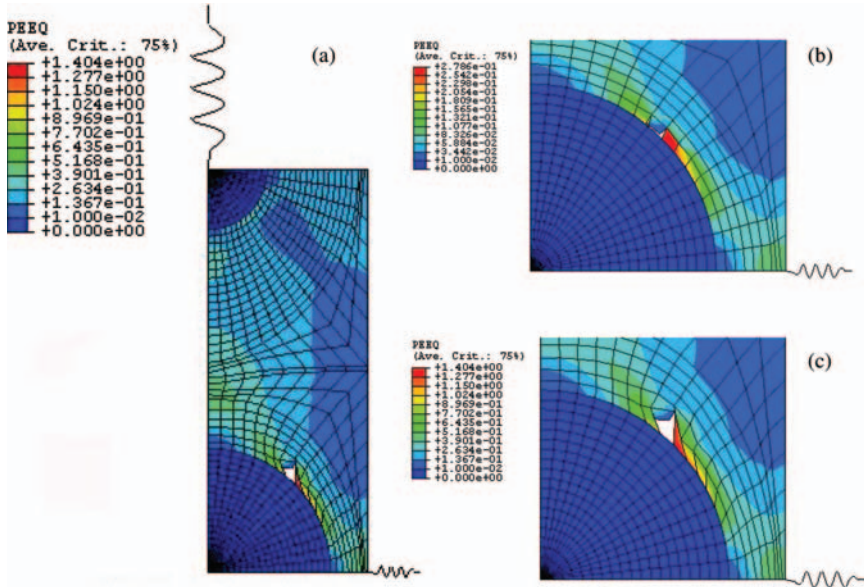 PEEQ
(Ave. Crit.: 75%)
+1.404e+00
+1.277e+00
+1.150e+00
+1.024e+00
+8.969e-01
+7.702e-01
+6.435e-01
+5.168e-01
+3.901e-01
+2.634e-01
+1.367e-01
+1.000e-02
+0.000e+00
(a)
PEEQ
(Ave. Crit.: 75%)
+2.786e-01
+2.542e-01
+2.298e-01
+2.054e-01
+1.809e-01
+1.565e-01
+1.321e-01
+1.077e-01
+8.326e-02
+5.884e-02
+3.442e-02
+1.000e-02
+0.000e+00
(b)
PEEQ
(Ave. Crit.: 75%)
+1.404e+00
+1.277e+00
+1.150e+00
+1.024e+00
+8.969e-01
+7.702e-01
+6.435e-01
+5.168e-01
+3.901e-01
+2.634e-01
+1.367e-01
+1.000e-02
+0.000e+00
(c)